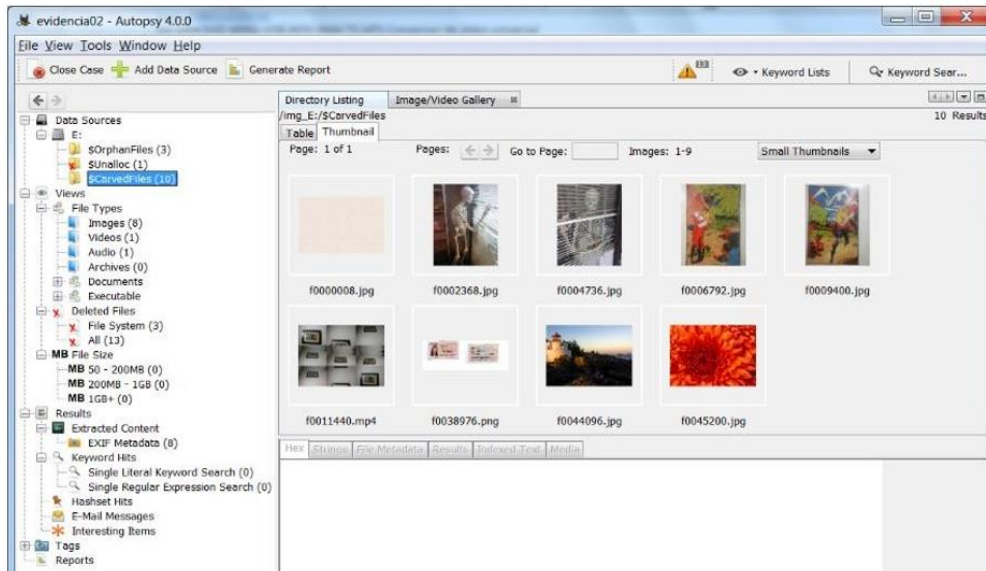 evidencia02 - Autopsy 4.0.0
File View Tools Window Help
Close Case Add Data Source Generate Report Keyword Lists Keyword Sear...
Data Sources
E:
$OrphanFiles (3)
$Unalloc (1)
$CarvedFiles (10)
Views
File Types
Images (8)
Videos (1)
Audio (1)
Archives (0)
Documents
Executable
Deleted Files
File System (3)
All (13)
MB File Size
MB 50 - 200MB (0)
MB 200MB - 1GB (0)
MB 1GB+ (0)
Results
Extracted Content
EXIF Metadata (8)
Keyword Hits
Single Literal Keyword Search (0)
Single Regular Expression Search (0)
Hashset Hits
E-Mail Messages
Interesting Items
Tags
Reports
Directory Listing Image/Video Gallery
/img_E:/$CarvedFiles 10 Results
Table Thumbnail
Page: 1 of 1 Pages: Go to Page: Images: 1-9 Small Thumbnails
f0000008.jpg f0002368.jpg f0004736.jpg f0006792.jpg f0009400.jpg
f0011440.mp4 f0038976.png f0044096.jpg f0045200.jpg
Hex Strings File Metadata Results Indexed Text Media